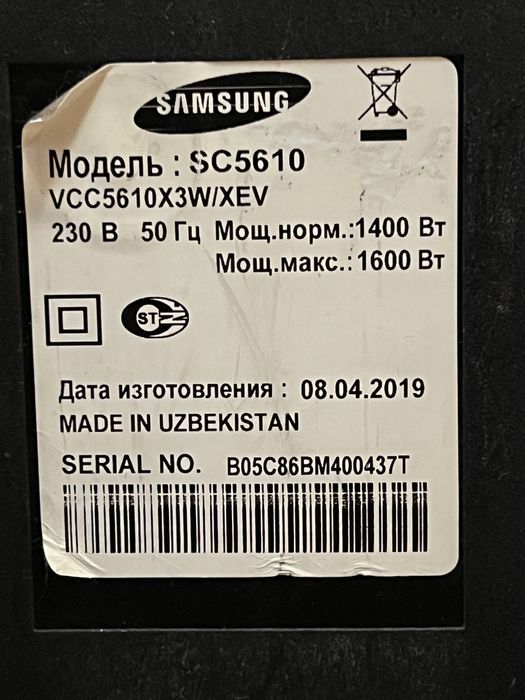 SAMSUNG
Модель : SC5610
VCC5610X3W/XEV
230 В 50 Гц Мощ.норм.:1400 Вт
Мощ.макс.:1600 Вт
Дата изготовления : 08.04.2019
MADE IN UZBEKISTAN
SERIAL NO. B05C86BM400437T